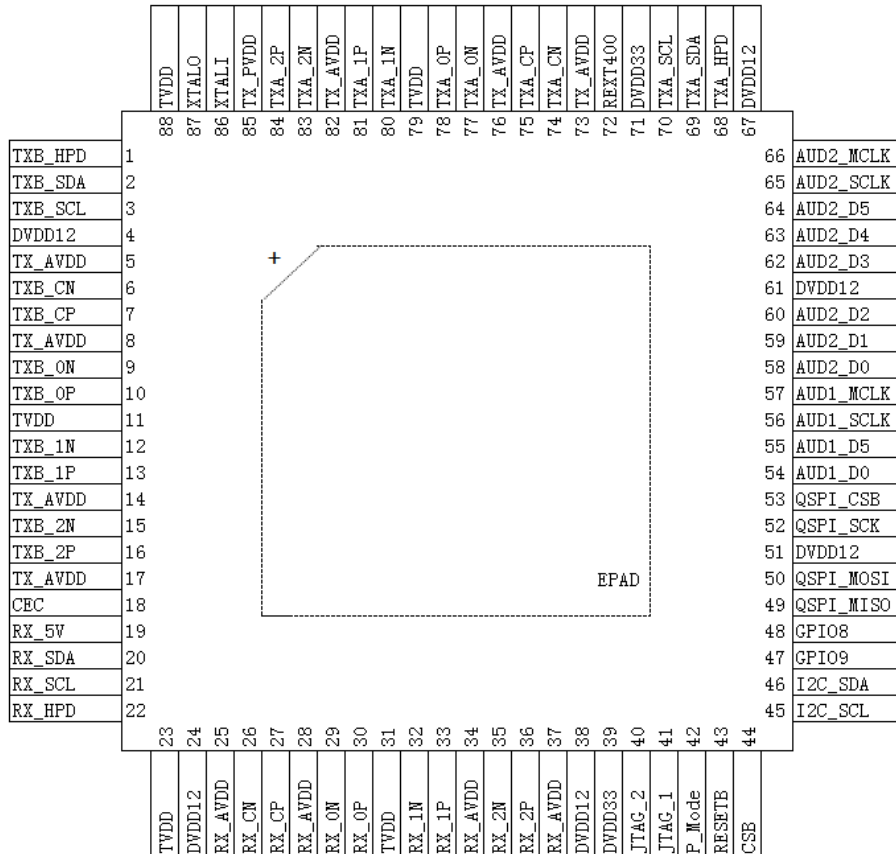 TVDD
XTALO
XTALI
TX_PVDD
TXA_2P
TXA_2N
TX_AVDD
TXA_1P
TXA_1N
TVDD
TXA_0P
TXA_0N
TX_AVDD
TXA_CP
TXA_CN
TX_AVDD
REXT400
DVDD33
TXA_SCL
TXA_SDA
TXA_HPD
DVDD12
88 87 86 85 84 83 82 81 80 79 78 77 76 75 74 73 72 71 70 69 68 67
TXB_HPD 1
TXB_SDA 2
TXB_SCL 3
DVDD12 4
TX_AVDD 5
TXB_CN 6
TXB_CP 7
TX_AVDD 8
TXB_0N 9
TXB_0P 10
TVDD 11
TXB_1N 12
TXB_1P 13
TX_AVDD 14
TXB_2N 15
TXB_2P 16
TX_AVDD 17
CEC 18
RX_5V 19
RX_SDA 20
RX_SCL 21
RX_HPD 22
+
EPAD
66 AUD2_MCLK
65 AUD2_SCLK
64 AUD2_D5
63 AUD2_D4
62 AUD2_D3
61 DVDD12
60 AUD2_D2
59 AUD2_D1
58 AUD2_D0
57 AUD1_MCLK
56 AUD1_SCLK
55 AUD1_D5
54 AUD1_D0
53 QSPI_CSB
52 QSPI_SCK
51 DVDD12
50 QSPI_MOSI
49 QSPI_MISO
48 GPIO8
47 GPIO9
46 I2C_SDA
45 I2C_SCL
23 24 25 26 27 28 29 30 31 32 33 34 35 36 37 38 39 40 41 42 43 44
TVDD
DVDD12
RX_AVDD
RX_CN
RX_CP
RX_AVDD
RX_0N
RX_0P
TVDD
RX_1N
RX_1P
RX_AVDD
RX_2N
RX_2P
RX_AVDD
DVDD12
DVDD33
JTAG_2
JTAG_1
P_Mode
RESETB
CSB